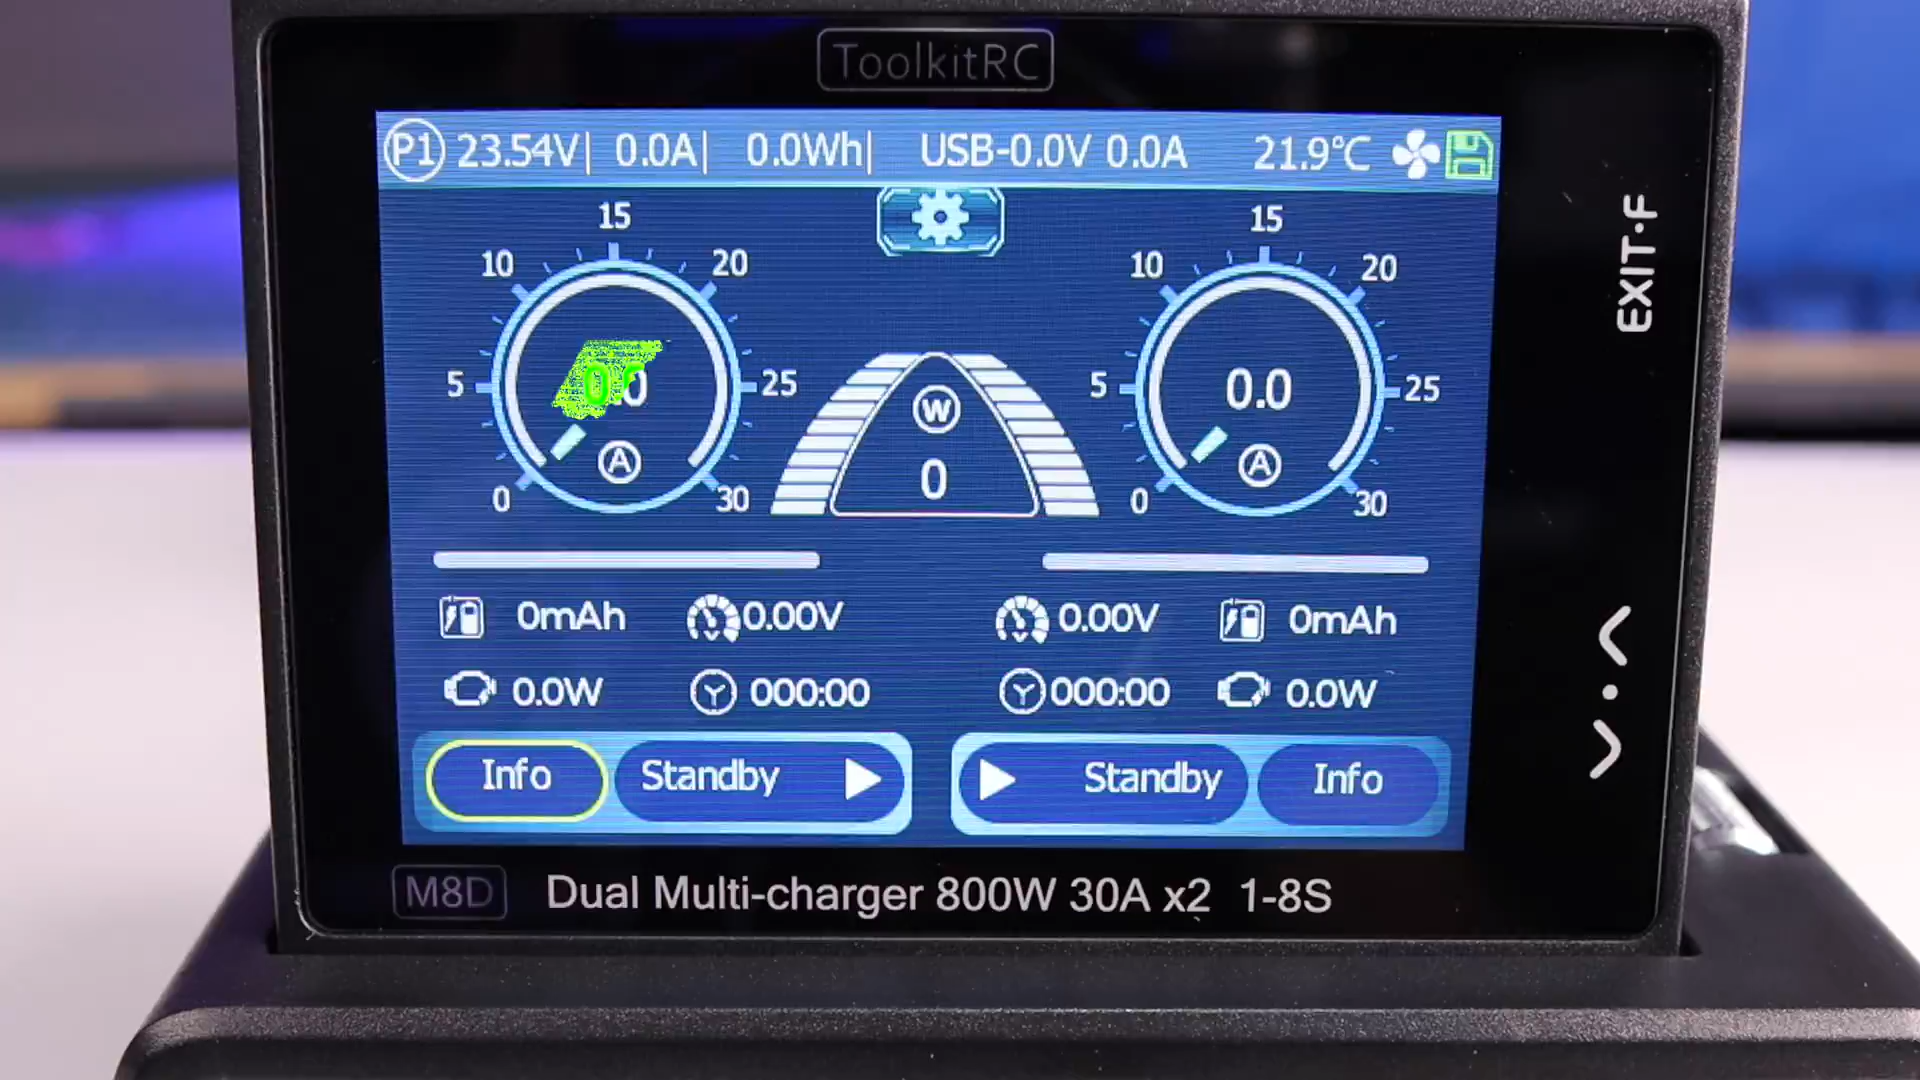 ToolkitRC
P1 23.54V| 0.0A| 0.0Wh| USB-0.0V 0.0A 21.9°C
15 15
10 20 10 20
5 0.0 25 W 5 0.0 25
A 0 A
0 30 0 30
0mAh 0.00V 0.00V 0mAh
0.0W 000:00 000:00 0.0W
Info Standby Standby Info
M8D Dual Multi-charger 800W 30A x2 1-8S
EXIT·F